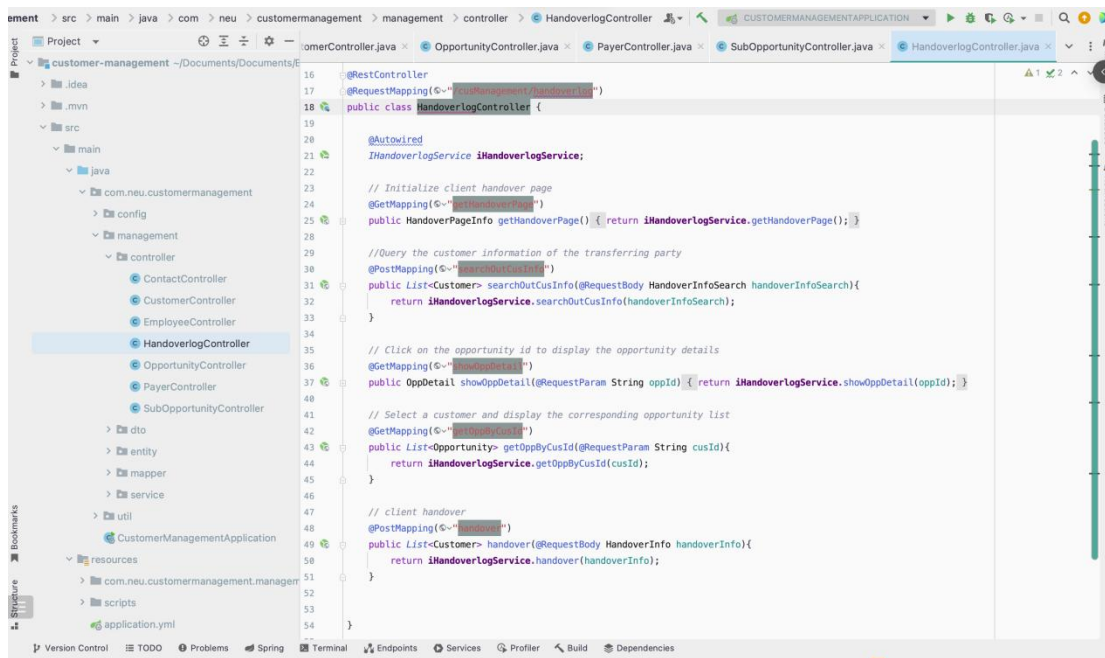 ement > src > main > java > com > neu > customermanagement > management > controller > HandoverlogController CUSTOMERMANAGEMENTAPPLICATION
Project
Project
omerController.java OpportunityController.java PayerController.java SubOpportunityController.java HandoverlogController.java
customer-management ~/Documents/Documents/E
.idea
.mvn
src
main
java
com.neu.customermanagement
config
management
controller
ContactController
CustomerController
EmployeeController
HandoverlogController
OpportunityController
PayerController
SubOpportunityController
dto
entity
mapper
service
util
CustomerManagementApplication
resources
com.neu.customermanagement.managem
scripts
application.yml
Bookmarks
Structure
1 2
16 @RestController
17 @RequestMapping("/cusManagement/handoverlog")
18 public class HandoverlogController {
19
20 @Autowired
21 IHandoverlogService iHandoverlogService;
22
23 // Initialize client handover page
24 @GetMapping("getHandoverPage")
25 public HandoverPageInfo getHandoverPage() { return iHandoverlogService.getHandoverPage(); }
28
29 //Query the customer information of the transferring party
30 @PostMapping("searchOutCusInfo")
31 public List<Customer> searchOutCusInfo(@RequestBody HandoverInfoSearch handoverInfoSearch){
32 return iHandoverlogService.searchOutCusInfo(handoverInfoSearch);
33 }
34
35 // Click on the opportunity id to display the opportunity details
36 @GetMapping("showOppDetail")
37 public OppDetail showOppDetail(@RequestParam String oppId) { return iHandoverlogService.showOppDetail(oppId); }
40
41 // Select a customer and display the corresponding opportunity list
42 @GetMapping("getOppByCusId")
43 public List<Opportunity> getOppByCusId(@RequestParam String cusId){
44 return iHandoverlogService.getOppByCusId(cusId);
45 }
46
47 // client handover
48 @PostMapping("handover")
49 public List<Customer> handover(@RequestBody HandoverInfo handoverInfo){
50 return iHandoverlogService.handover(handoverInfo);
51 }
52
53
54 }
Version Control TODO Problems Spring Terminal Endpoints Services Profiler Build Dependencies